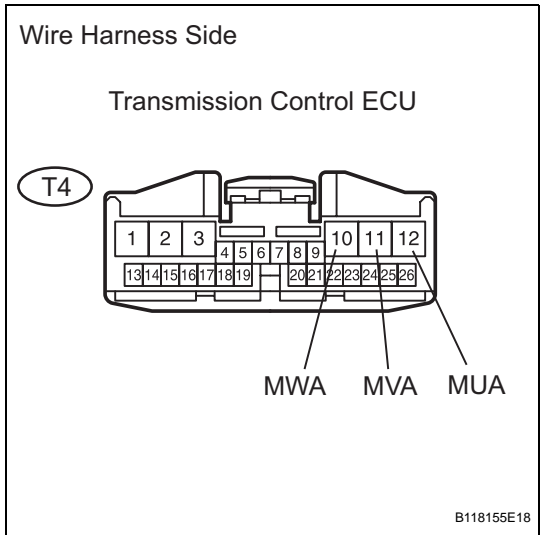 Wire Harness Side
Transmission Control ECU
T4
1 2 3 10 11 12
4 5 6 7 8 9
13 14 15 16 17 18 19 20 21 22 23 24 25 26
MWA MVA MUA
B118155E18